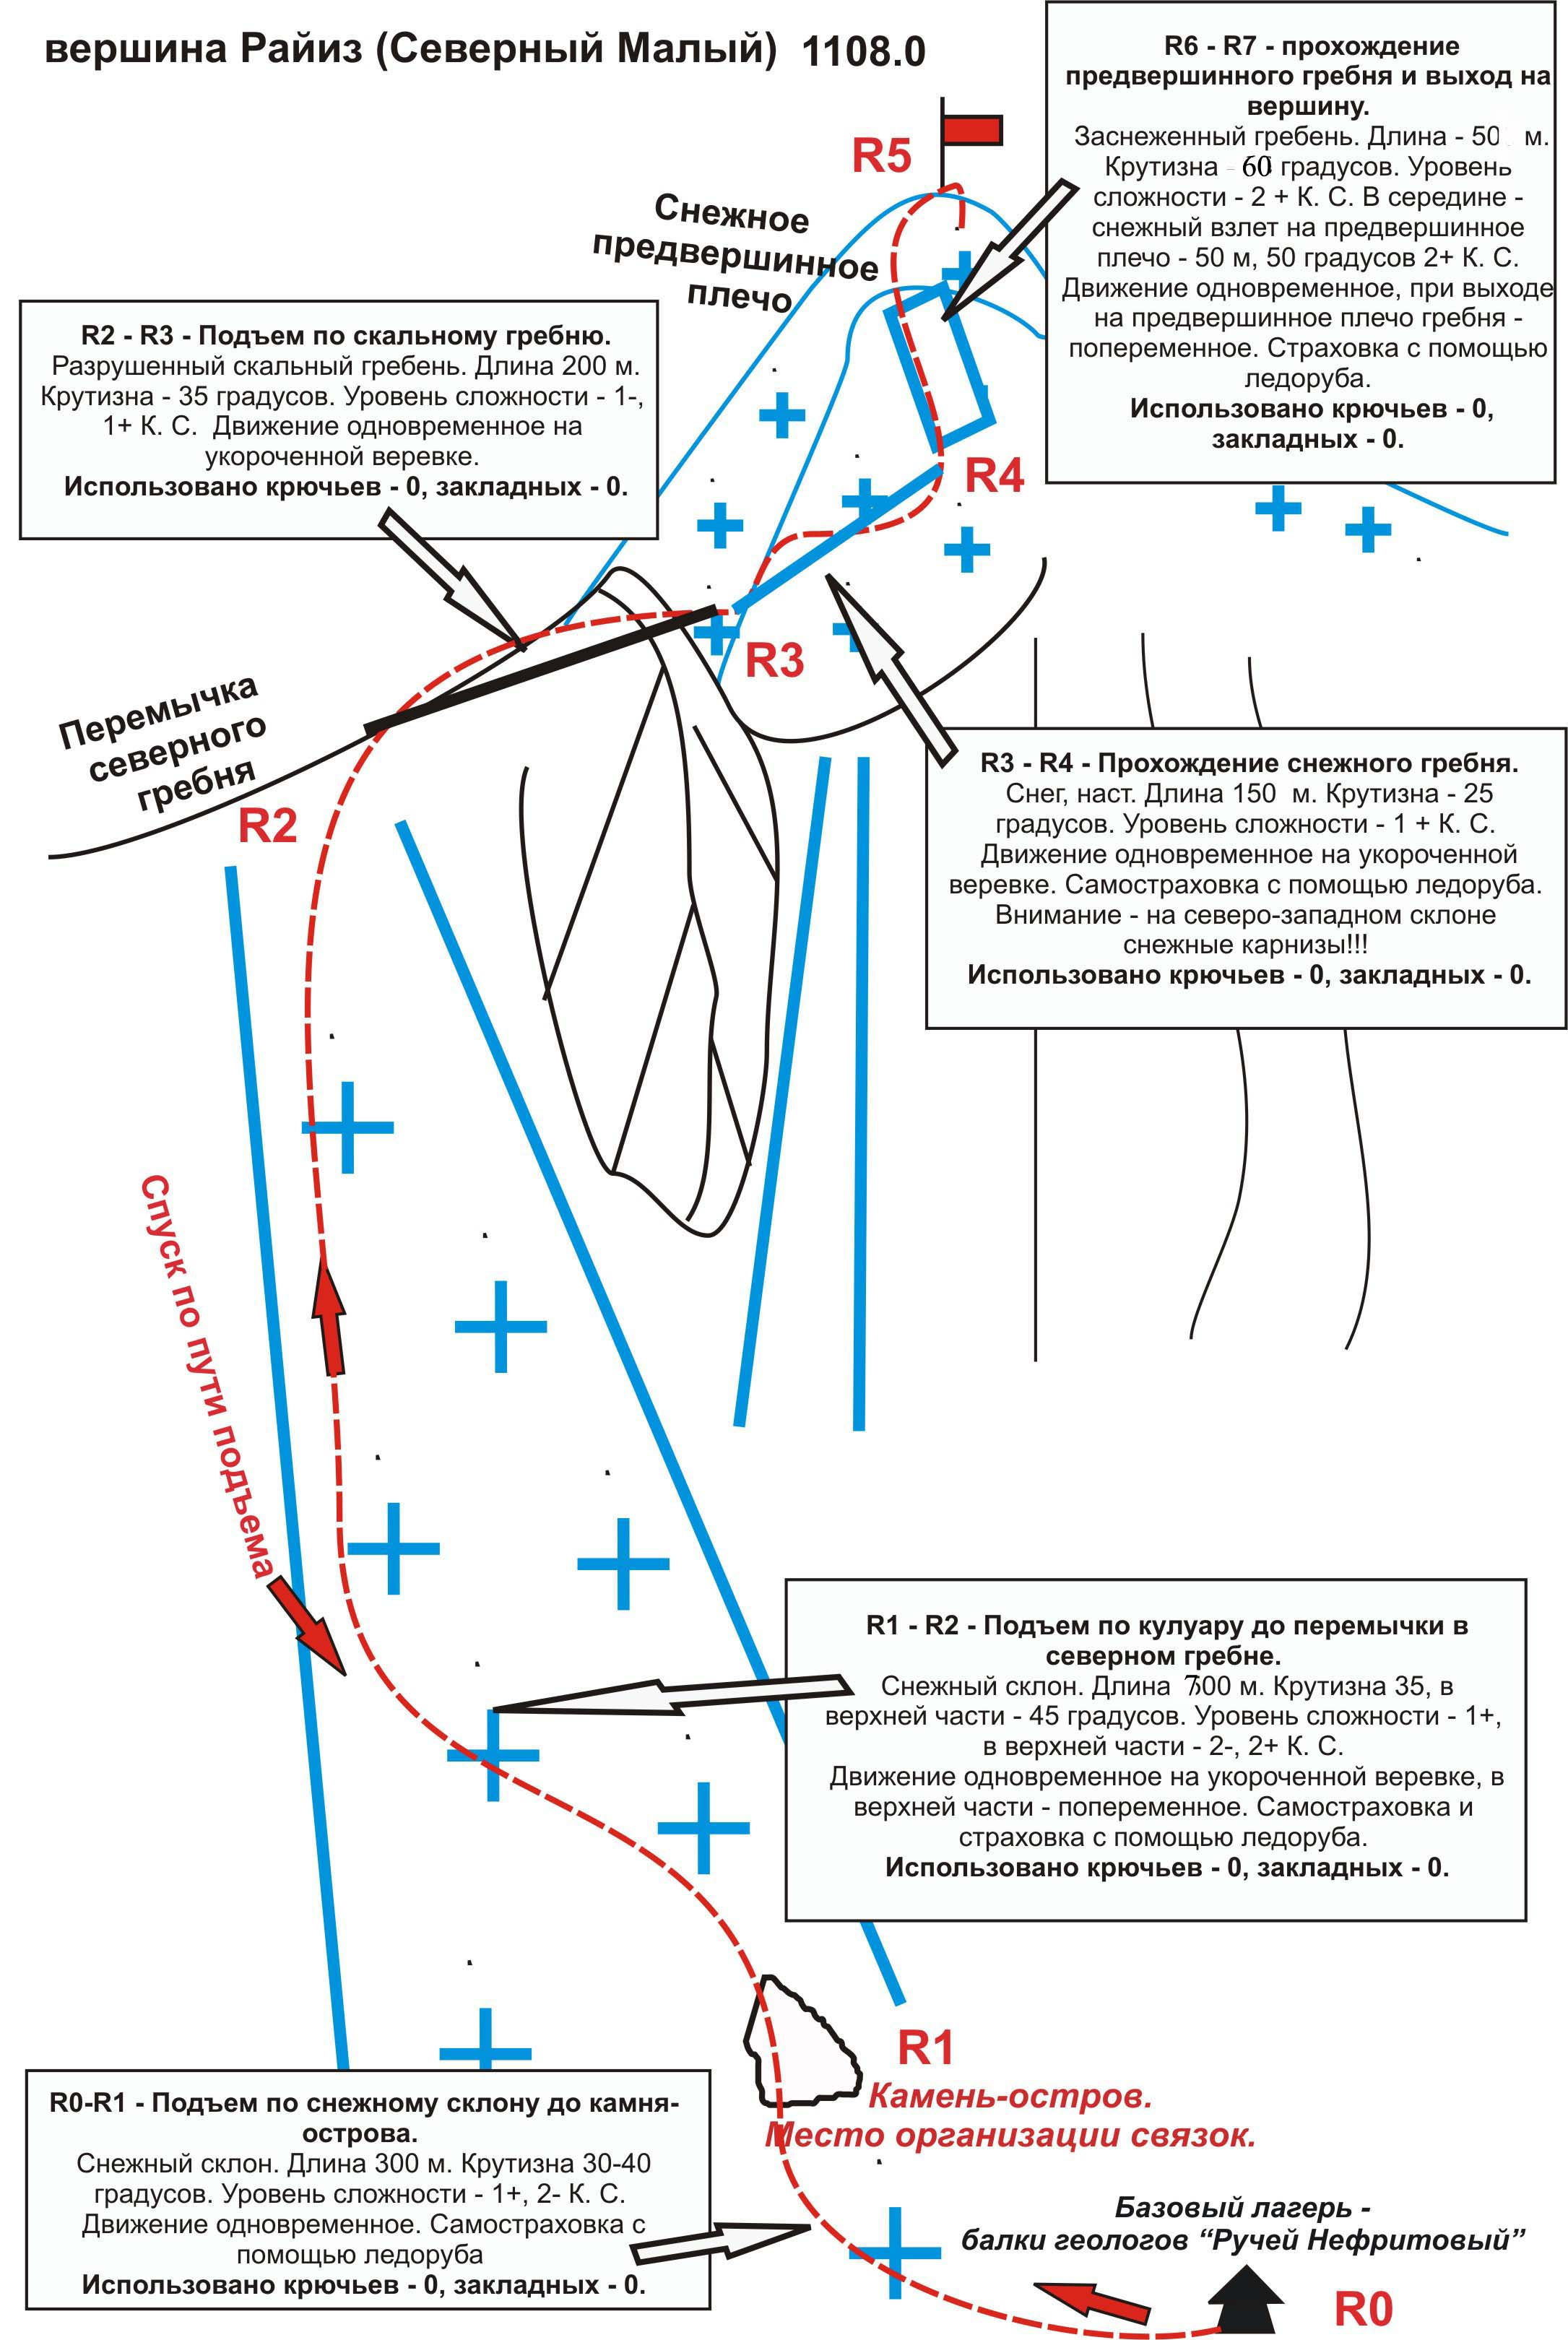 вершина Райиз (Северный Малый) 1108.0
R6 - R7 - прохождение
предвершинного гребня и выход на
вершину.
Заснеженный гребень. Длина - 50 м.
Крутизна - 60 градусов. Уровень
сложности - 2 + К. С. В середине -
снежный взлет на предвершинное
плечо - 50 м, 50 градусов 2+ К. С.
Движение одновременное, при выходе
на предвершинное плечо гребня -
попеременное. Страховка с помощью
ледоруба.
Использовано крючьев - 0,
закладных - 0.
R5
Снежное
предвершинное
плечо
R2 - R3 - Подъем по скальному гребню.
Разрушенный скальный гребень. Длина 200 м.
Крутизна - 35 градусов. Уровень сложности - 1-,
1+ К. С. Движение одновременное на
укороченной веревке.
Использовано крючьев - 0, закладных - 0.
R4
R3
Перемычка
северного
гребня
R2
R3 - R4 - Прохождение снежного гребня.
Снег, наст. Длина 150 м. Крутизна - 25
градусов. Уровень сложности - 1 + К. С.
Движение одновременное на укороченной
веревке. Самостраховка с помощью ледоруба.
Внимание - на северо-западном склоне
снежные карнизы!!!
Использовано крючьев - 0, закладных - 0.
Спуск по пути подъема
R1 - R2 - Подъем по кулуару до перемычки в
северном гребне.
Снежный склон. Длина 700 м. Крутизна 35, в
верхней части - 45 градусов. Уровень сложности - 1+,
в верхней части - 2-, 2+ К. С.
Движение одновременное на укороченной веревке, в
верхней части - попеременное. Самостраховка и
страховка с помощью ледоруба.
Использовано крючьев - 0, закладных - 0.
R1
Камень-остров.
Место организации связок.
R0-R1 - Подъем по снежному склону до камня-
острова.
Снежный склон. Длина 300 м. Крутизна 30-40
градусов. Уровень сложности - 1+, 2- К. С.
Движение одновременное. Самостраховка с
помощью ледоруба
Использовано крючьев - 0, закладных - 0.
Базовый лагерь -
балки геологов “Ручей Нефритовый”
R0